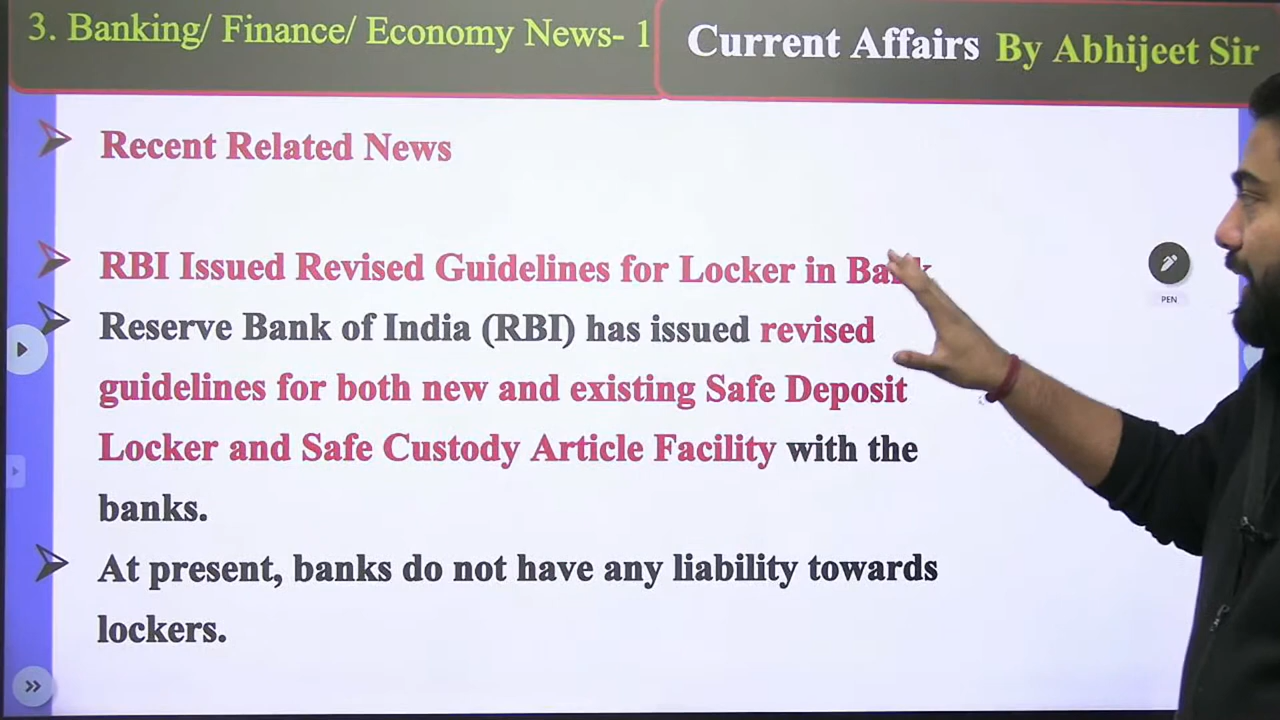 3. Banking/ Finance/ Economy News- 1
Current Affairs By Abhijeet Sir
Recent Related News
RBI Issued Revised Guidelines for Locker in Bank
Reserve Bank of India (RBI) has issued revised
guidelines for both new and existing Safe Deposit
Locker and Safe Custody Article Facility with the
banks.
At present, banks do not have any liability towards
lockers.
PEN